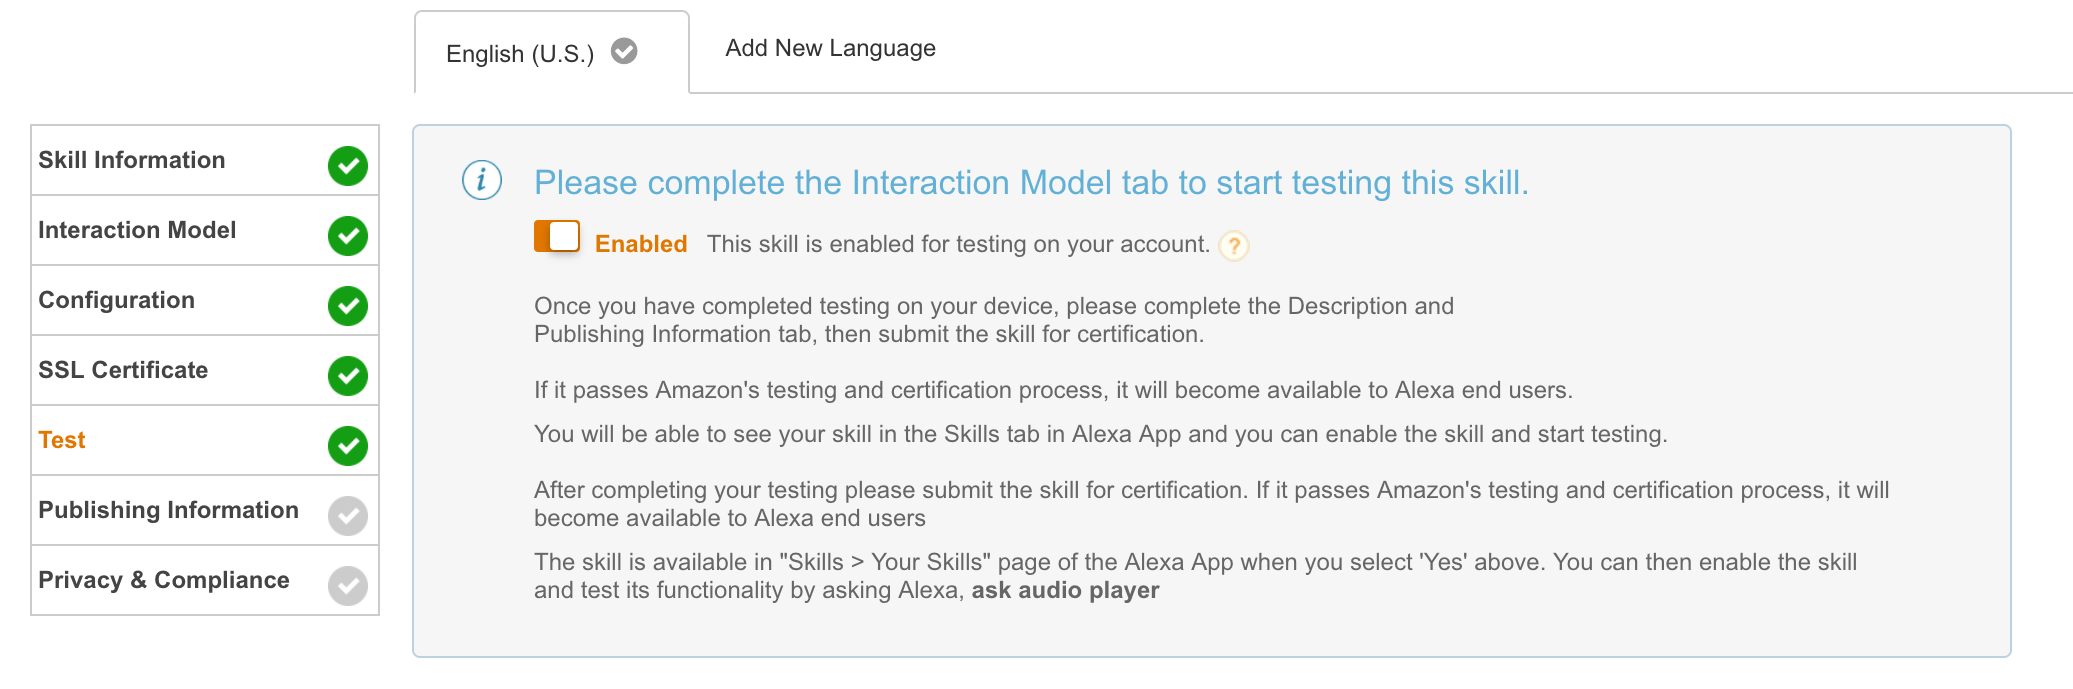 English (U.S.)
Add New Language
Skill Information
Interaction Model
Configuration
SSL Certificate
Test
Publishing Information
Privacy & Compliance
i
Please complete the Interaction Model tab to start testing this skill.
Enabled This skill is enabled for testing on your account. ?
Once you have completed testing on your device, please complete the Description and
Publishing Information tab, then submit the skill for certification.
If it passes Amazon's testing and certification process, it will become available to Alexa end users.
You will be able to see your skill in the Skills tab in Alexa App and you can enable the skill and start testing.
After completing your testing please submit the skill for certification. If it passes Amazon's testing and certification process, it will
become available to Alexa end users
The skill is available in "Skills > Your Skills" page of the Alexa App when you select 'Yes' above. You can then enable the skill
and test its functionality by asking Alexa, ask audio player